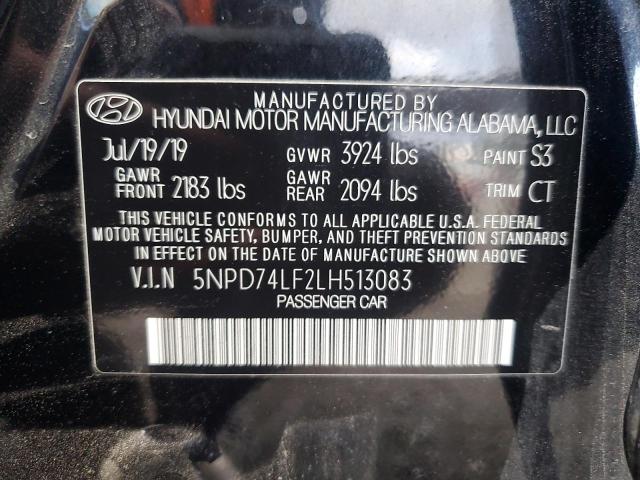 MANUFACTURED BY
HYUNDAI MOTOR MANUFACTURING ALABAMA, LLC
Jul/19/19 GVWR 3924 lbs PAINT S3
GAWR FRONT 2183 lbs GAWR REAR 2094 lbs TRIM CT
THIS VEHICLE CONFORMS TO ALL APPLICABLE U.S.A. FEDERAL
MOTOR VEHICLE SAFETY, BUMPER, AND THEFT PREVENTION STANDARDS
IN EFFECT ON THE DATE OF MANUFACTURE SHOWN ABOVE
V.I.N 5NPD74LF2LH513083
PASSENGER CAR